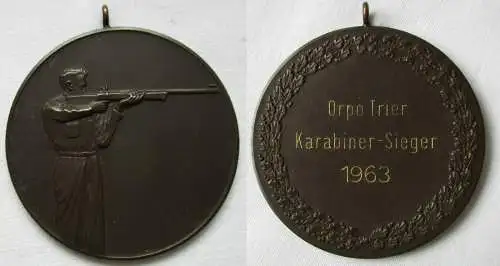 Orpo Trier
Karabiner-Sieger
1963